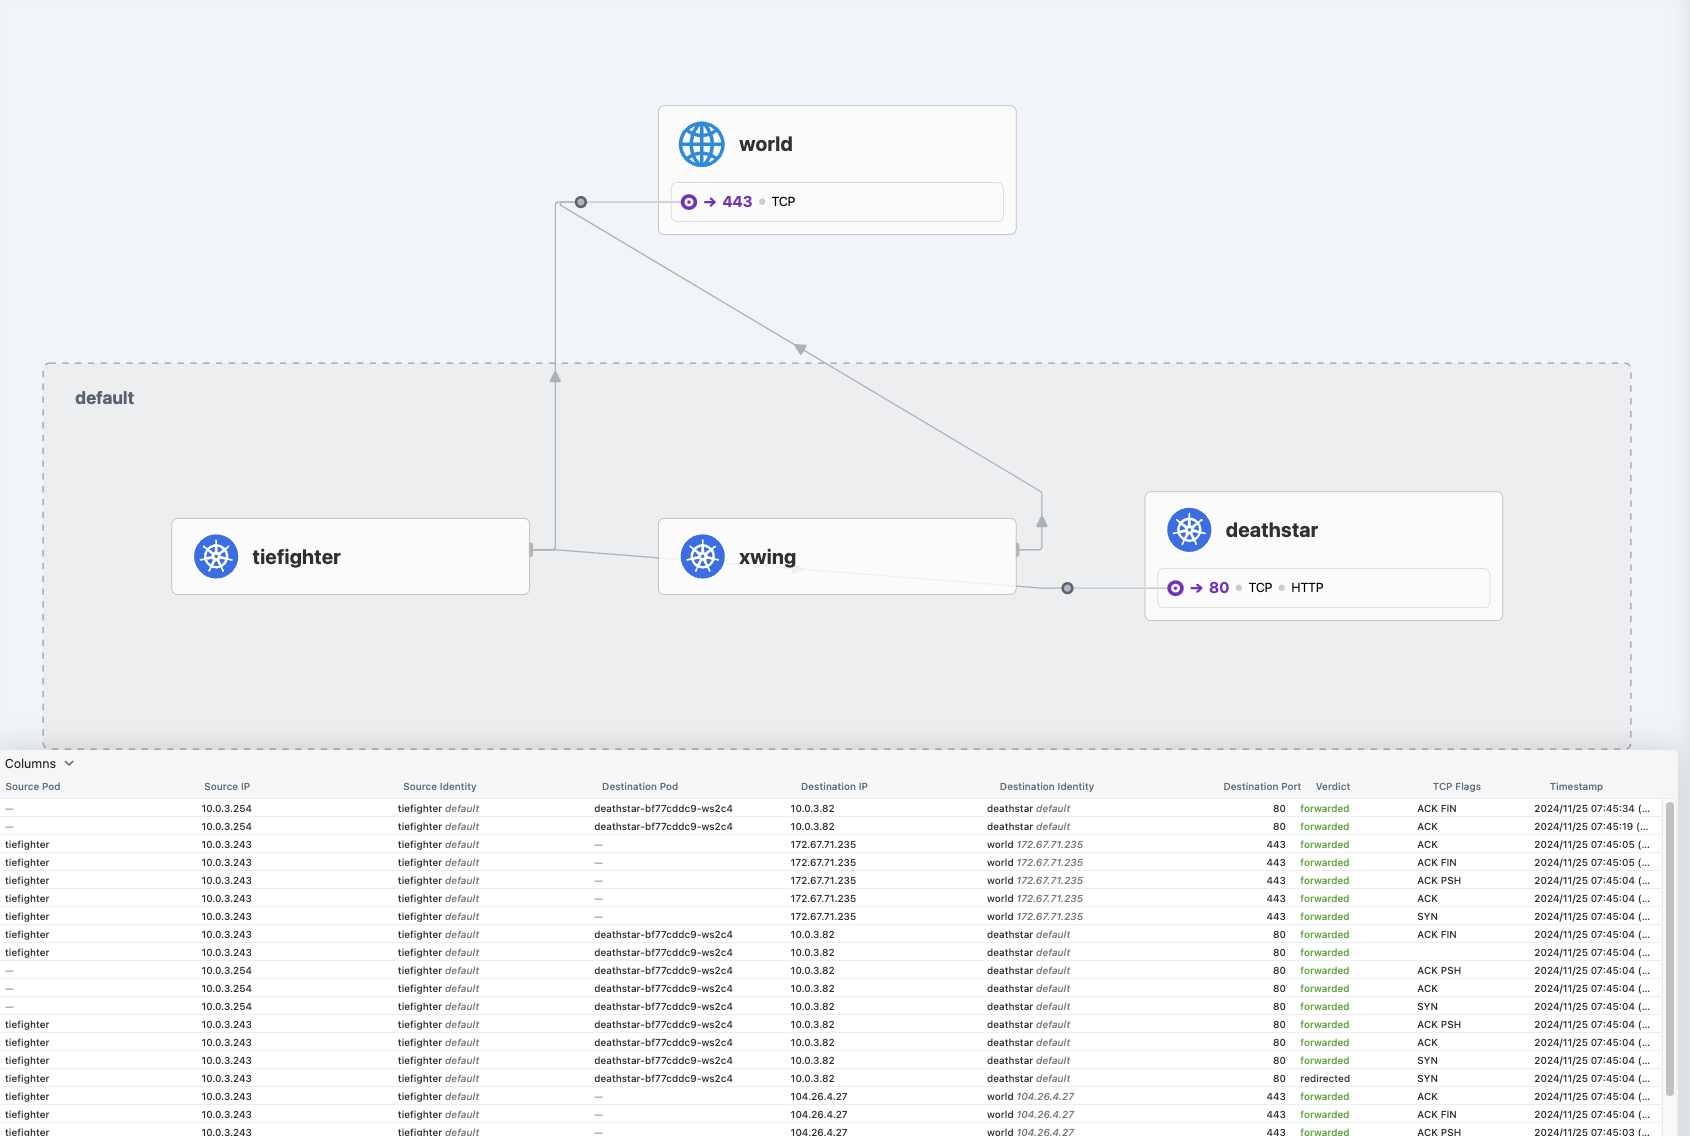 world
→ 443 • TCP
default
tiefighter
xwing
deathstar
→ 80 • TCP • HTTP
Columns
Source Pod Source IP Source Identity Destination Pod Destination IP Destination Identity Destination Port Verdict TCP Flags Timestamp
— 10.0.3.254 tiefighter default deathstar-bf77cddc9-ws2c4 10.0.3.82 deathstar default 80 forwarded ACK FIN 2024/11/25 07:45:34 (...
— 10.0.3.254 tiefighter default deathstar-bf77cddc9-ws2c4 10.0.3.82 deathstar default 80 forwarded ACK 2024/11/25 07:45:19 (...
tiefighter 10.0.3.243 tiefighter default — 172.67.71.235 world 172.67.71.235 443 forwarded ACK 2024/11/25 07:45:05 (...
tiefighter 10.0.3.243 tiefighter default — 172.67.71.235 world 172.67.71.235 443 forwarded ACK FIN 2024/11/25 07:45:05 (...
tiefighter 10.0.3.243 tiefighter default — 172.67.71.235 world 172.67.71.235 443 forwarded ACK PSH 2024/11/25 07:45:04 (...
tiefighter 10.0.3.243 tiefighter default — 172.67.71.235 world 172.67.71.235 443 forwarded ACK 2024/11/25 07:45:04 (...
tiefighter 10.0.3.243 tiefighter default — 172.67.71.235 world 172.67.71.235 443 forwarded SYN 2024/11/25 07:45:04 (...
tiefighter 10.0.3.243 tiefighter default deathstar-bf77cddc9-ws2c4 10.0.3.82 deathstar default 80 forwarded ACK FIN 2024/11/25 07:45:04 (...
tiefighter 10.0.3.243 tiefighter default deathstar-bf77cddc9-ws2c4 10.0.3.82 deathstar default 80 forwarded 2024/11/25 07:45:04 (...
— 10.0.3.254 tiefighter default deathstar-bf77cddc9-ws2c4 10.0.3.82 deathstar default 80 forwarded ACK PSH 2024/11/25 07:45:04 (...
— 10.0.3.254 tiefighter default deathstar-bf77cddc9-ws2c4 10.0.3.82 deathstar default 80 forwarded ACK 2024/11/25 07:45:04 (...
— 10.0.3.254 tiefighter default deathstar-bf77cddc9-ws2c4 10.0.3.82 deathstar default 80 forwarded SYN 2024/11/25 07:45:04 (...
tiefighter 10.0.3.243 tiefighter default deathstar-bf77cddc9-ws2c4 10.0.3.82 deathstar default 80 forwarded ACK PSH 2024/11/25 07:45:04 (...
tiefighter 10.0.3.243 tiefighter default deathstar-bf77cddc9-ws2c4 10.0.3.82 deathstar default 80 forwarded ACK 2024/11/25 07:45:04 (...
tiefighter 10.0.3.243 tiefighter default deathstar-bf77cddc9-ws2c4 10.0.3.82 deathstar default 80 forwarded SYN 2024/11/25 07:45:04 (...
tiefighter 10.0.3.243 tiefighter default deathstar-bf77cddc9-ws2c4 10.0.3.82 deathstar default 80 redirected SYN 2024/11/25 07:45:04 (...
tiefighter 10.0.3.243 tiefighter default — 104.26.4.27 world 104.26.4.27 443 forwarded ACK 2024/11/25 07:45:04 (...
tiefighter 10.0.3.243 tiefighter default — 104.26.4.27 world 104.26.4.27 443 forwarded ACK FIN 2024/11/25 07:45:04 (...
tiefighter 10.0.3.243 tiefighter default — 104.26.4.27 world 104.26.4.27 443 forwarded ACK PSH 2024/11/25 07:45:03 (...